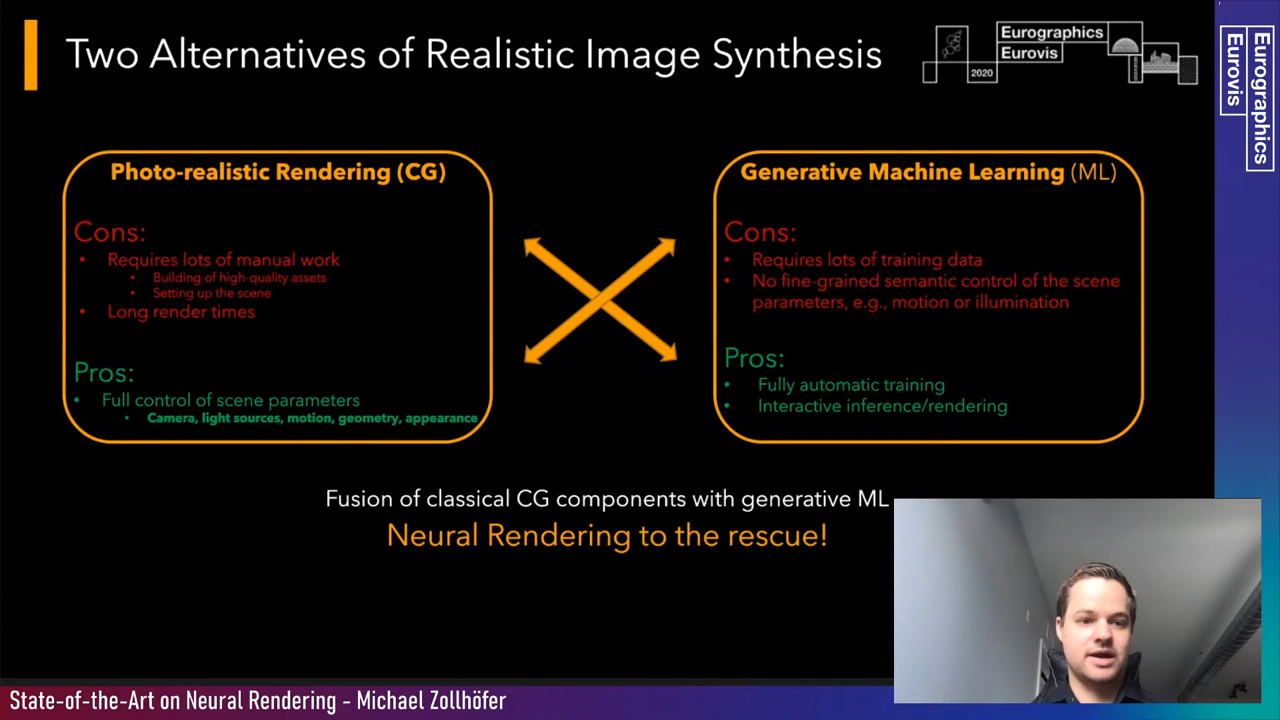 Two Alternatives of Realistic Image Synthesis
Eurographics
Eurovis
2020
Eurographics
Eurovis
Photo-realistic Rendering (CG)
Cons:
• Requires lots of manual work
• Building of high-quality assets
• Setting up the scene
• Long render times
Pros:
• Full control of scene parameters
• Camera, light sources, motion, geometry, appearance
Generative Machine Learning (ML)
Cons:
• Requires lots of training data
• No fine-grained semantic control of the scene
parameters, e.g., motion or illumination
Pros:
• Fully automatic training
• Interactive inference/rendering
Fusion of classical CG components with generative ML
Neural Rendering to the rescue!
State-of-the-Art on Neural Rendering - Michael Zollhöfer